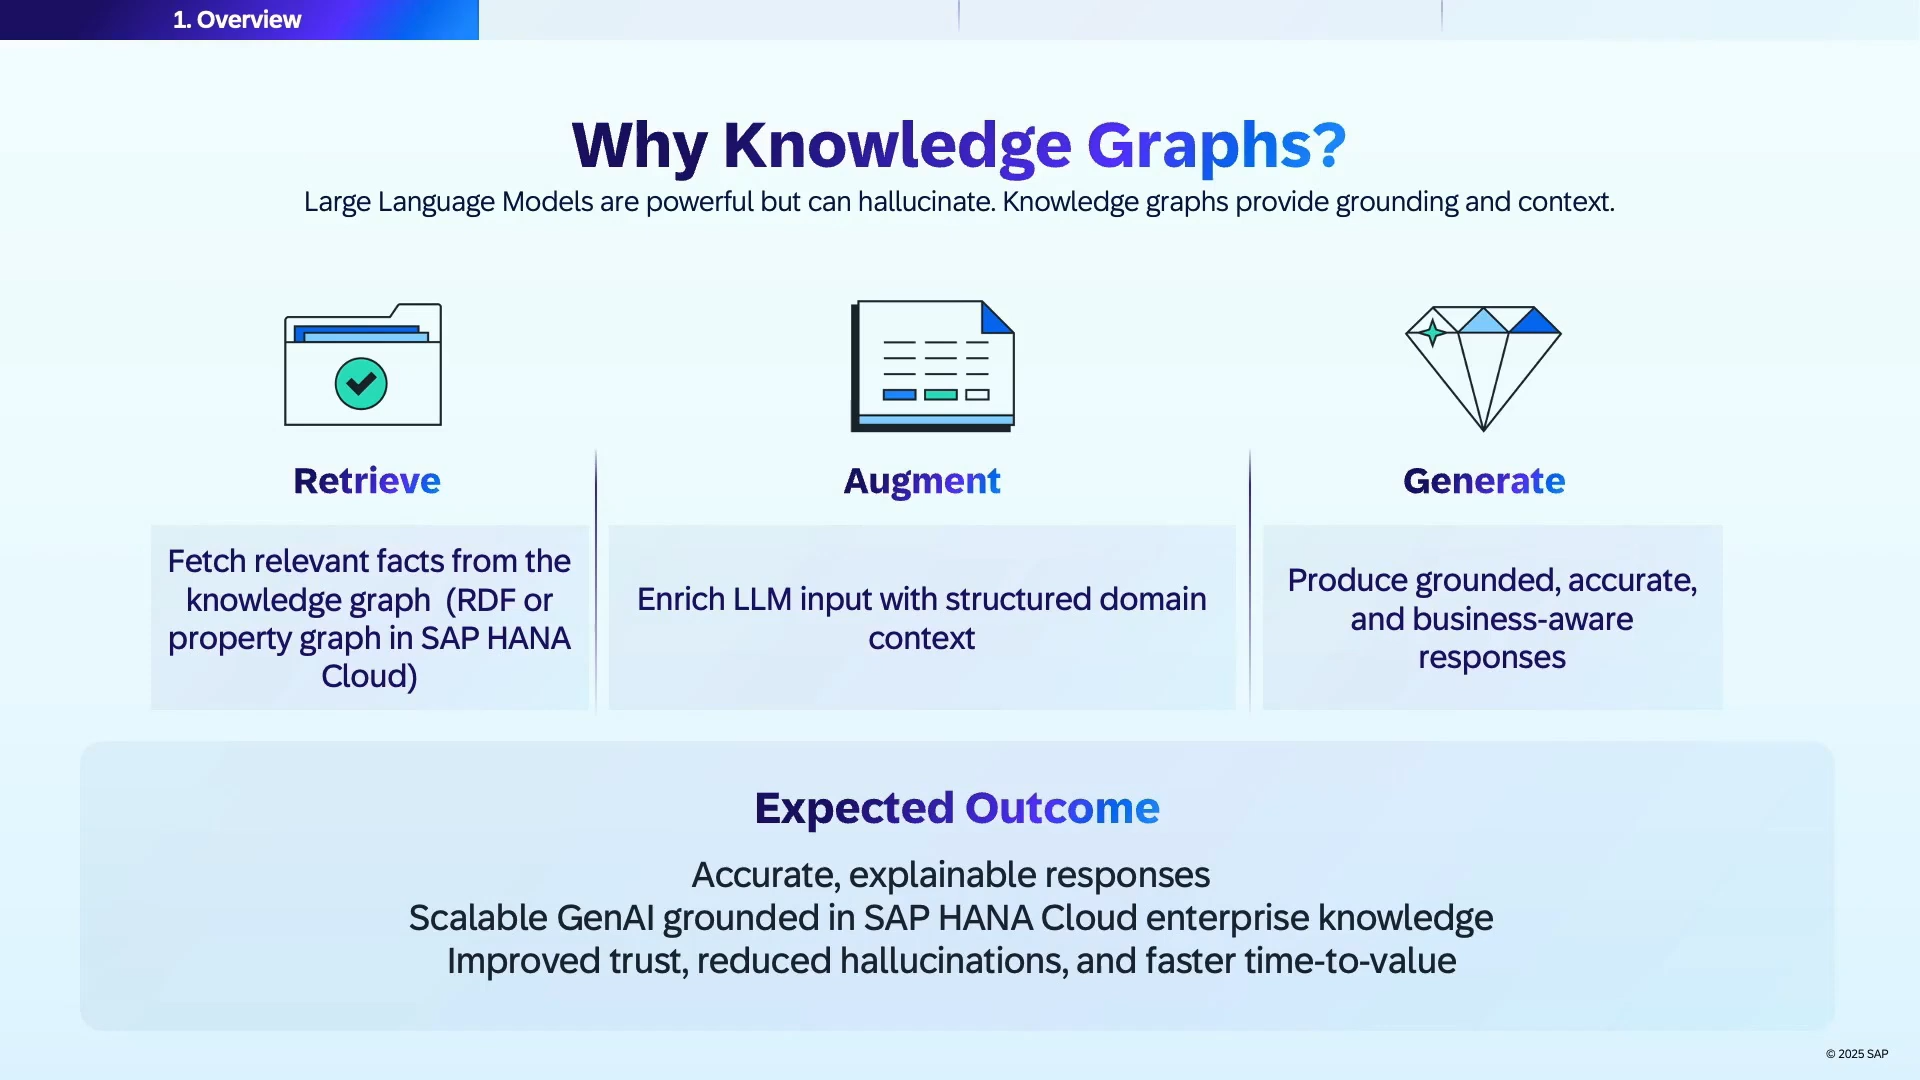 1. Overview
Why Knowledge Graphs?
Large Language Models are powerful but can hallucinate. Knowledge graphs provide grounding and context.
Retrieve
Fetch relevant facts from the
knowledge graph  (RDF or
property graph in SAP HANA
Cloud)
Augment
Enrich LLM input with structured domain
context
Generate
Produce grounded, accurate,
and business-aware
responses
Expected Outcome
Accurate, explainable responses
Scalable GenAI grounded in SAP HANA Cloud enterprise knowledge
Improved trust, reduced hallucinations, and faster time-to-value
© 2025 SAP